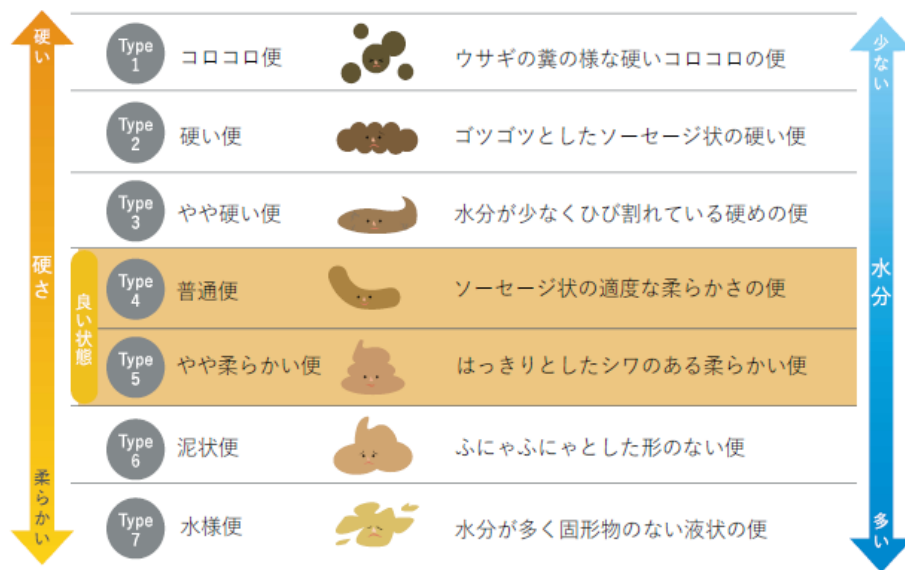 硬い
少ない
Type 1
コロコロ便
ウサギの糞の様な硬いコロコロの便
Type 2
硬い便
ゴツゴツとしたソーセージ状の硬い便
Type 3
やや硬い便
水分が少なくひび割れている硬めの便
硬さ
水分
良い状態
Type 4
普通便
ソーセージ状の適度な柔らかさの便
Type 5
やや柔らかい便
はっきりとしたシワのある柔らかい便
Type 6
泥状便
ふにゃふにゃとした形のない便
Type 7
水様便
水分が多く固形物のない液状の便
柔らかい
多い